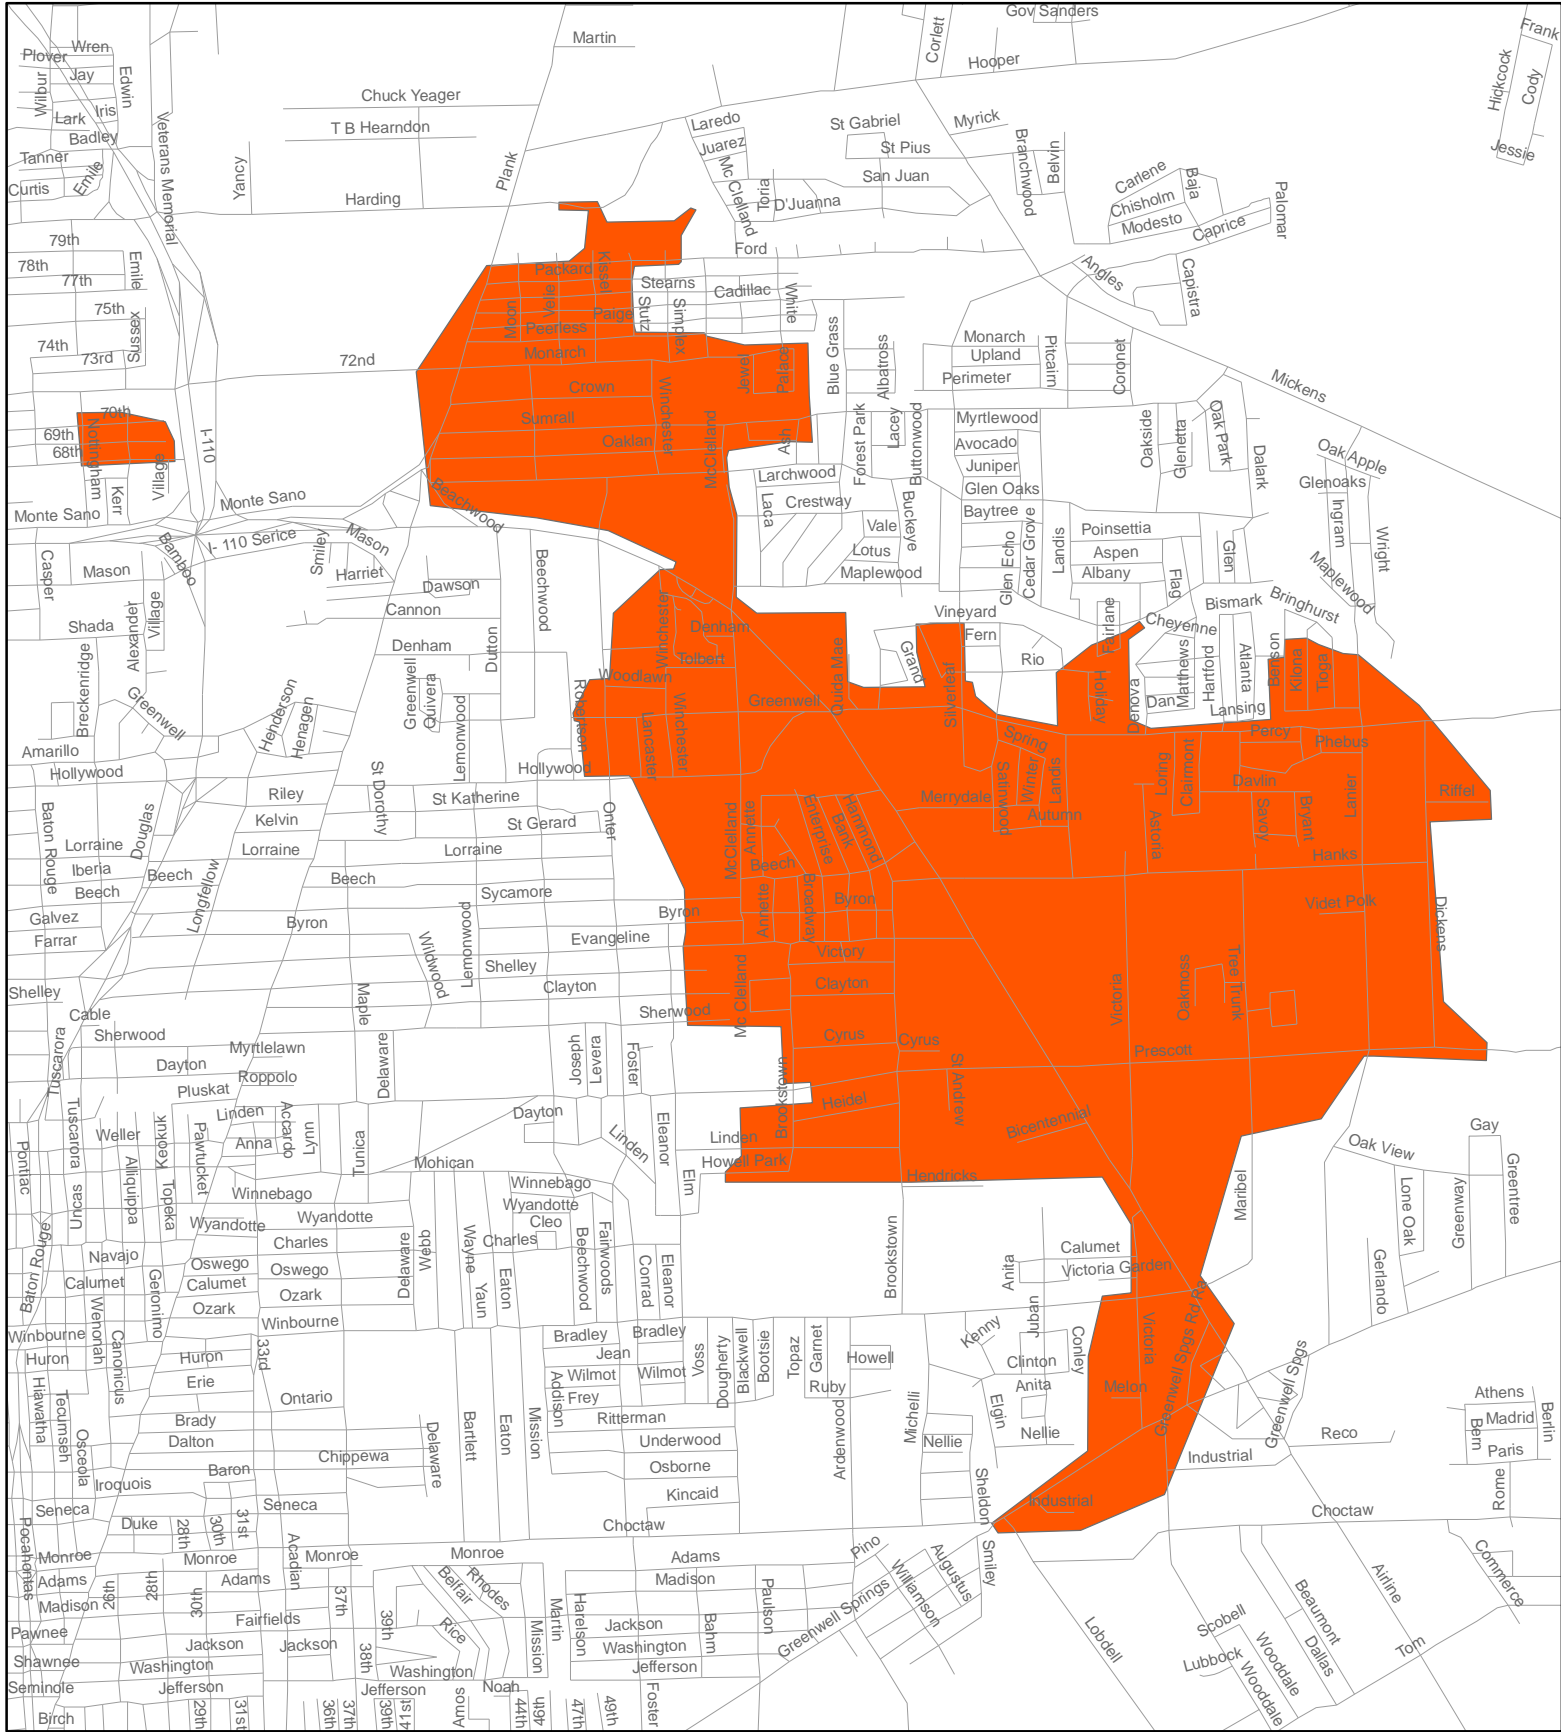 Gov Sanders
Frank
Corlett
Martin
Wren
Plover
Hooper
Jay
Edwin
Wilbur
Hidkcock
Cody
Chuck Yeager
Iris
Lark
Laredo
St Gabriel
Myrick
T B Hearndon
Badley
Veterans Memorial
Juarez
St Pius
Branchwood
Belvin
Jessie
Tanner
Emile
Yaucy
Plank
Mc Clelland
San Juan
Carlene
Baja
Curtis
Toria
Harding
D'Juanna
Chisholm
Palomar
Modesto
Caprice
79th
Ford
Emile
78th
Kissel
Angles
Packard
77th
Stearns
Capistra
Cadillac
White
75th
Velie
Moon
Paige
Stutz
Simplex
Sussex
Peerless
Blue Grass
Monarch
Pitcairn
74th
73rd
72nd
Monarch
Albatross
Upland
Coronet
Jewel
Palace
Perimeter
Mickens
Crown
Winchester
70th
Sumrall
McClelland
Forest Park
Lacey
Buttonwood
Myrtlewood
Oakside
Glenetta
Oak Park
69th
Nottingham
I-110
Oaklan
Ash
Avocado
68th
Village
Larchwood
Juniper
Dalark
Oak Apple
Kerr
Monte Sano
Beachwood
Laca
Crestway
Buckeye
Glen Oaks
Glenoaks
Monte Sano
Baytree
Ingram
Vale
Cedar Grove
Landis
Poinsettia
Wright
I- 110 Serice
Smiley
Mason
Bamboo
Lotus
Glen Echo
Aspen
Glen
Casper
Mason
Harriet
Beechwood
Maplewood
Albany
Flag
Maplewood
Dawson
Cannon
Vineyard
Bismark
Bringhurst
Shada
Alexander
Village
Winchester
Denham
Fern
Fairlane
Cheyenne
Denham
Dutton
Tolbert
Grand
Rio
Matthews
Hartford
Atlanta
Benson
Kilona
Tioga
Breckenridge
Greenwell
Woodlawn
Quida Mae
Silverleaf
Holiday
Denova
Dan
Greenwell
Quivera
Robertson
Greenwell
Lansing
Henderson
Henagen
Lemonwood
Lancaster
Winchester
Spring
Percy
Phebus
Amarillo
Hollywood
Hollywood
St Dorothy
Satinwood
Winter
Landis
Loring
Clairmont
Davlin
Lanier
Riffel
Riley
St Katherine
Merrydale
Autumn
Baton Rouge
Kelvin
St Gerard
Onter
McClelland
Annette
Enterprise
Bank
Hammond
Astoria
Savoy
Bryant
Lorraine
Douglas
Lorraine
Lorraine
Iberia
Beech
Beech
Beech
Hanks
Beech
Longfellow
Sycamore
Galvez
Byron
Byron
Annette
Broadway
Byron
Videt Polk
Dickens
Farrar
Wildwood
Lemonwood
Evangeline
Victory
Shelley
Mc Clelland
Victoria
Oakmoss
Tree Trunk
Shelley
Maple
Clayton
Clayton
Cable
Sherwood
Sherwood
Cyrus
Cyrus
Tuscarora
Myrtlelawn
Delaware
Joseph
Levera
Foster
Prescott
Dayton
Roppolo
Brookstown
St Andrew
Pluskat
Heidel
Tuscarora
Linden
Accardo
Lynn
Dayton
Eleanor
Bicentennial
Weller
Keokuk
Pawtucket
Anna
Tunica
Linden
Linden
Oak View
Gay
Pontiac
Uncas
Alliquippa
Topeka
Mohican
Elm
Howell Park
Hendricks
Maribel
Lone Oak
Greenway
Greentree
Winnebago
Winnebago
Wyandotte
Wyandotte
Wyandotte
Cleo
Baton Rouge
Charles
Webb
Wayne
Charles
Beechwood
Fairwoods
Brookstown
Anita
Calumet
Navajo
Oswego
Oswego
Delaware
Yaun
Eaton
Conrad
Eleanor
Victoria Garden
Gerlando
Calumet
Geronimo
Calumet
Ozark
Ozark
Wenonah
Canonicus
Winbourne
Winbourne
Bradley
Bradley
Voss
Dougherty
Blackwell
Bootsie
Topaz
Garnet
Kenny
Juban
Conley
Victoria
Greenwell Spgs Rd Ra
Huron
Huron
33rd
Jean
Howell
Clinton
Erie
Addison
Wilmot
Wilmot
Hiawatha
Tecumseh
Ontario
Frey
Ruby
Anita
Melon
Greenwell Spgs
Athens
Brady
Bartlett
Eaton
Mission
Ritterman
Ardenwood
Michelli
Elgin
Bern
Madrid
Berlin
Osceola
Dalton
Delaware
Underwood
Nellie
Nellie
Reco
Chippewa
Paris
Iroquois
Baron
Osborne
Sheldon
Industrial
Rome
Seneca
Seneca
Kincaid
Industrial
Duke
28th
30th
31st
Choctaw
Choctaw
Pocahontas
Acadian
Monroe
Monroe
Monroe
Monroe
Adams
Pino
Augustus
Smiley
Commerce
Adams
26th
28th
30th
Adams
Belfair
Rhodes
Madison
Williamson
Airline
Madison
37th
Martin
Harelson
Paulson
Greenwell Springs
Beaumont
Pawnee
Fairfields
39th
Rice
Mission
Jackson
Bahm
Lobdell
Scobell
Dallas
Shawnee
Jackson
Jackson
Washington
Tom
Washington
38th
Washington
Jefferson
Lubbock
Wooddale
Seminole
Jefferson
Jefferson
Noah
Wooddale
Birch
29th
31st
36th
37th
39th
41st
Amos
44th
46th
47th
49th
Foster